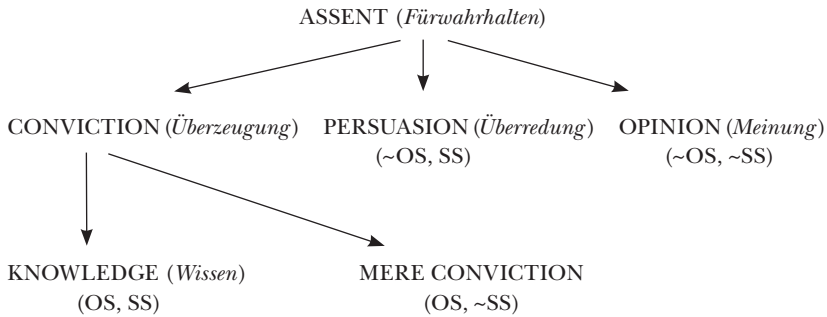 ASSENT (Fürwahrhalten)
CONVICTION (Überzeugung) PERSUASION (Überredung) OPINION (Meinung)
(~OS, SS) (~OS, ~SS)
KNOWLEDGE (Wissen) MERE CONVICTION
(OS, SS) (OS, ~SS)